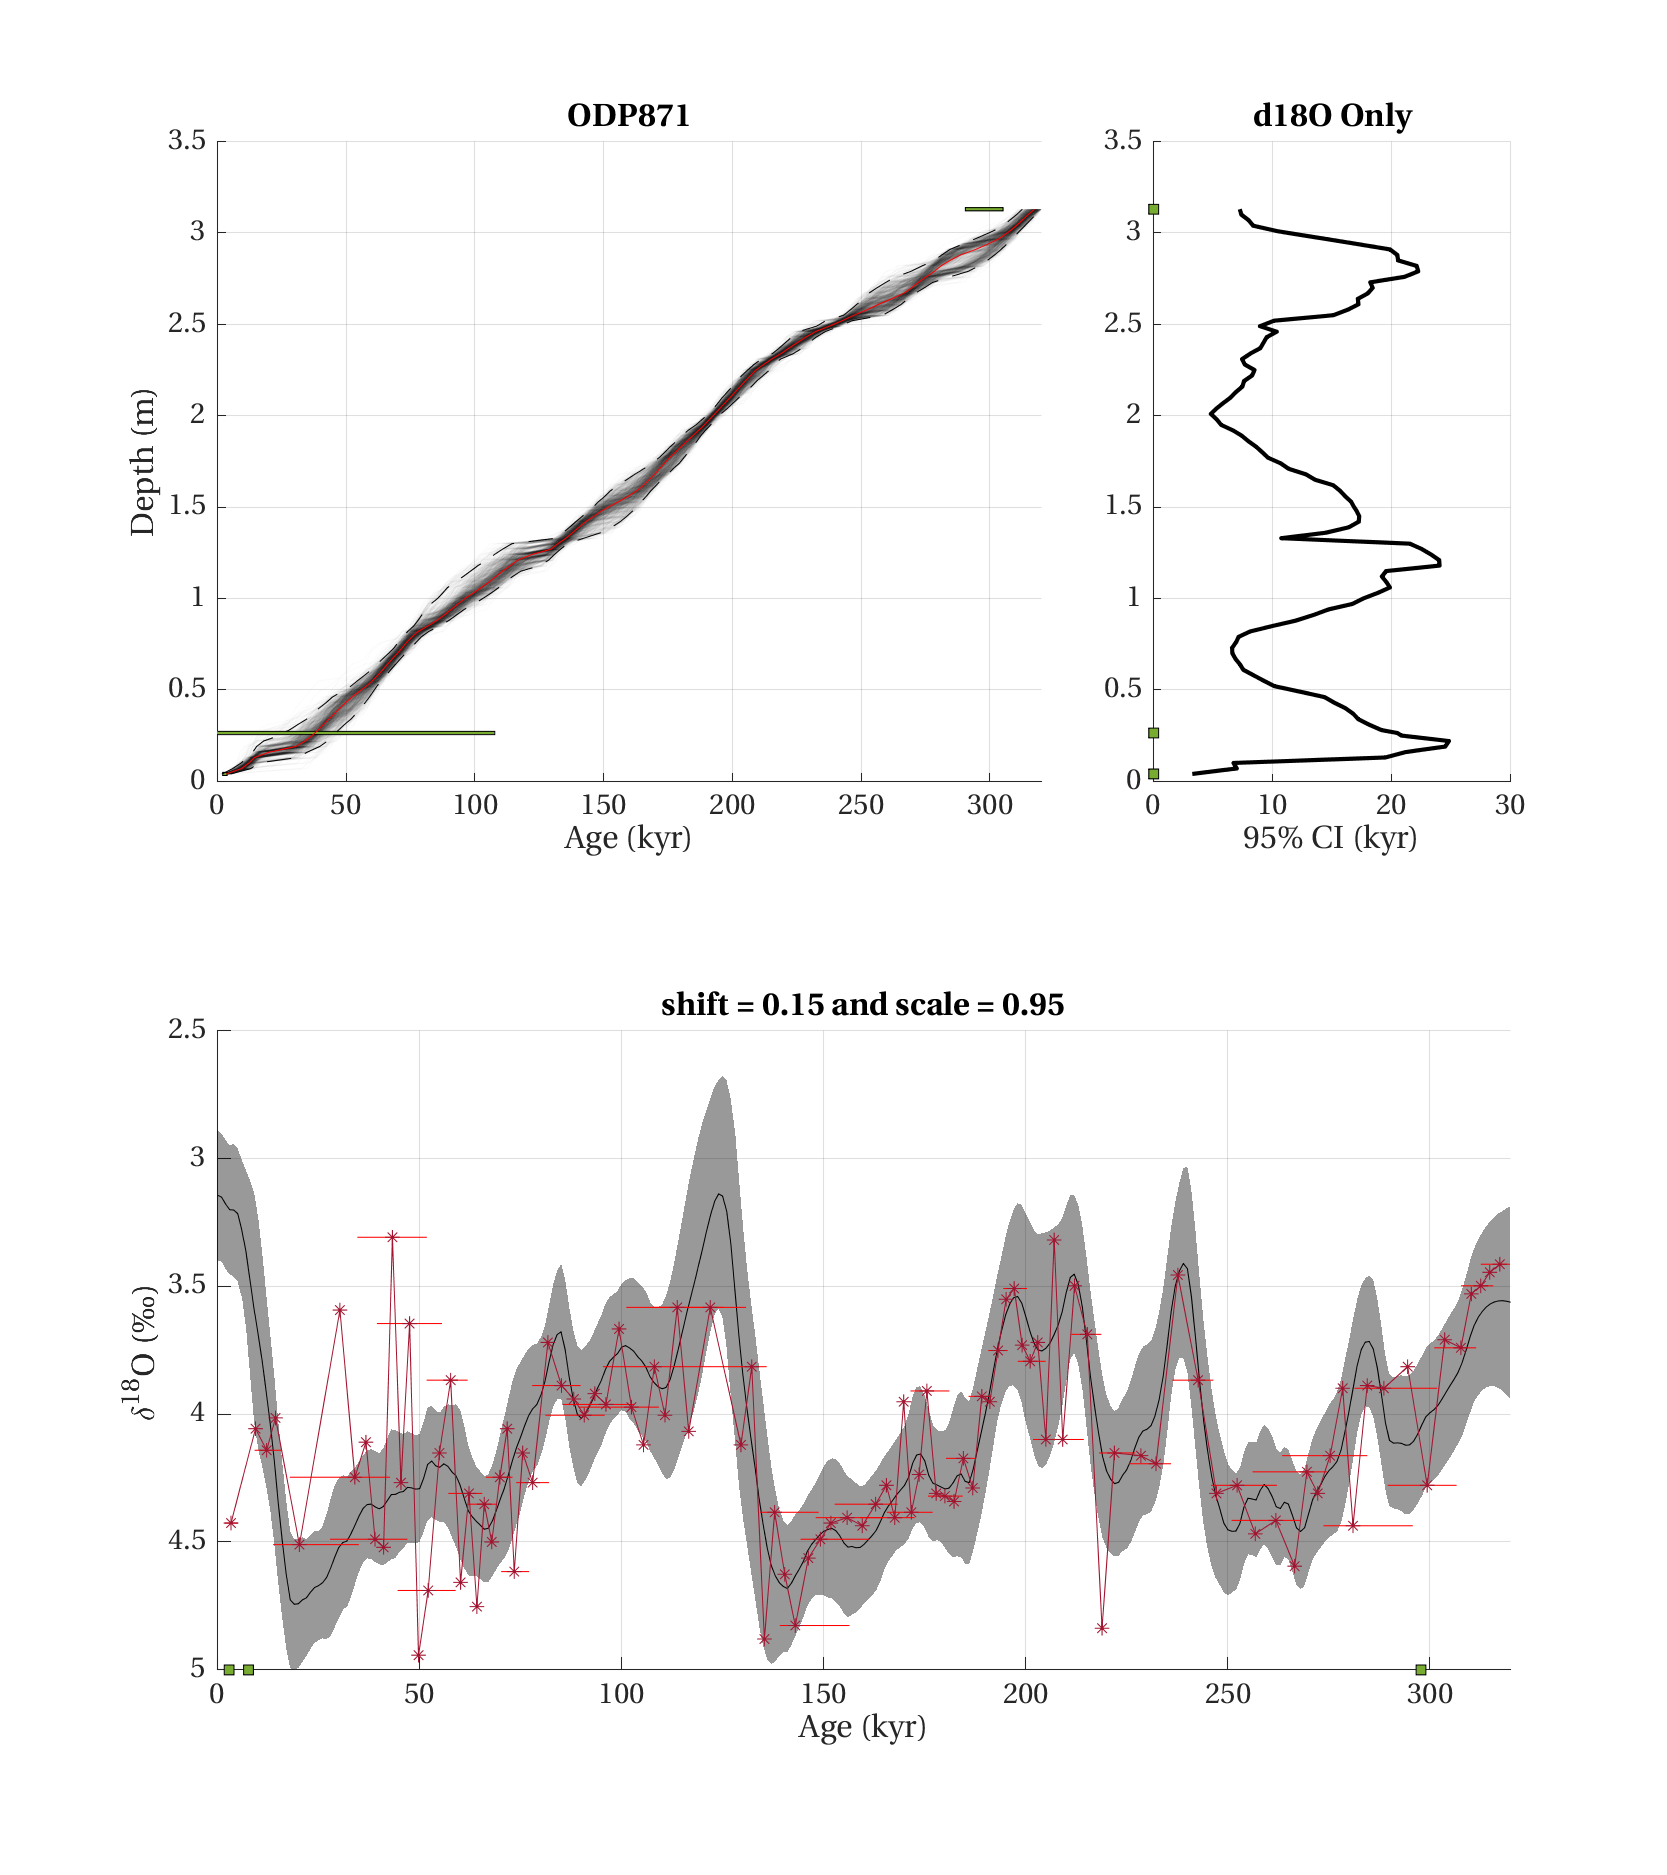 ODP871
d18O Only
3.5
3
2.5
2
1.5
1
0.5
0
Depth (m)
0 50 100 150 200 250 300
Age (kyr)
3.5
3
2.5
2
1.5
1
0.5
0
0 10 20 30
95% CI (kyr)
shift = 0.15 and scale = 0.95
2.5
3
3.5
4
4.5
5
δ18O (‰)
0 50 100 150 200 250 300
Age (kyr)